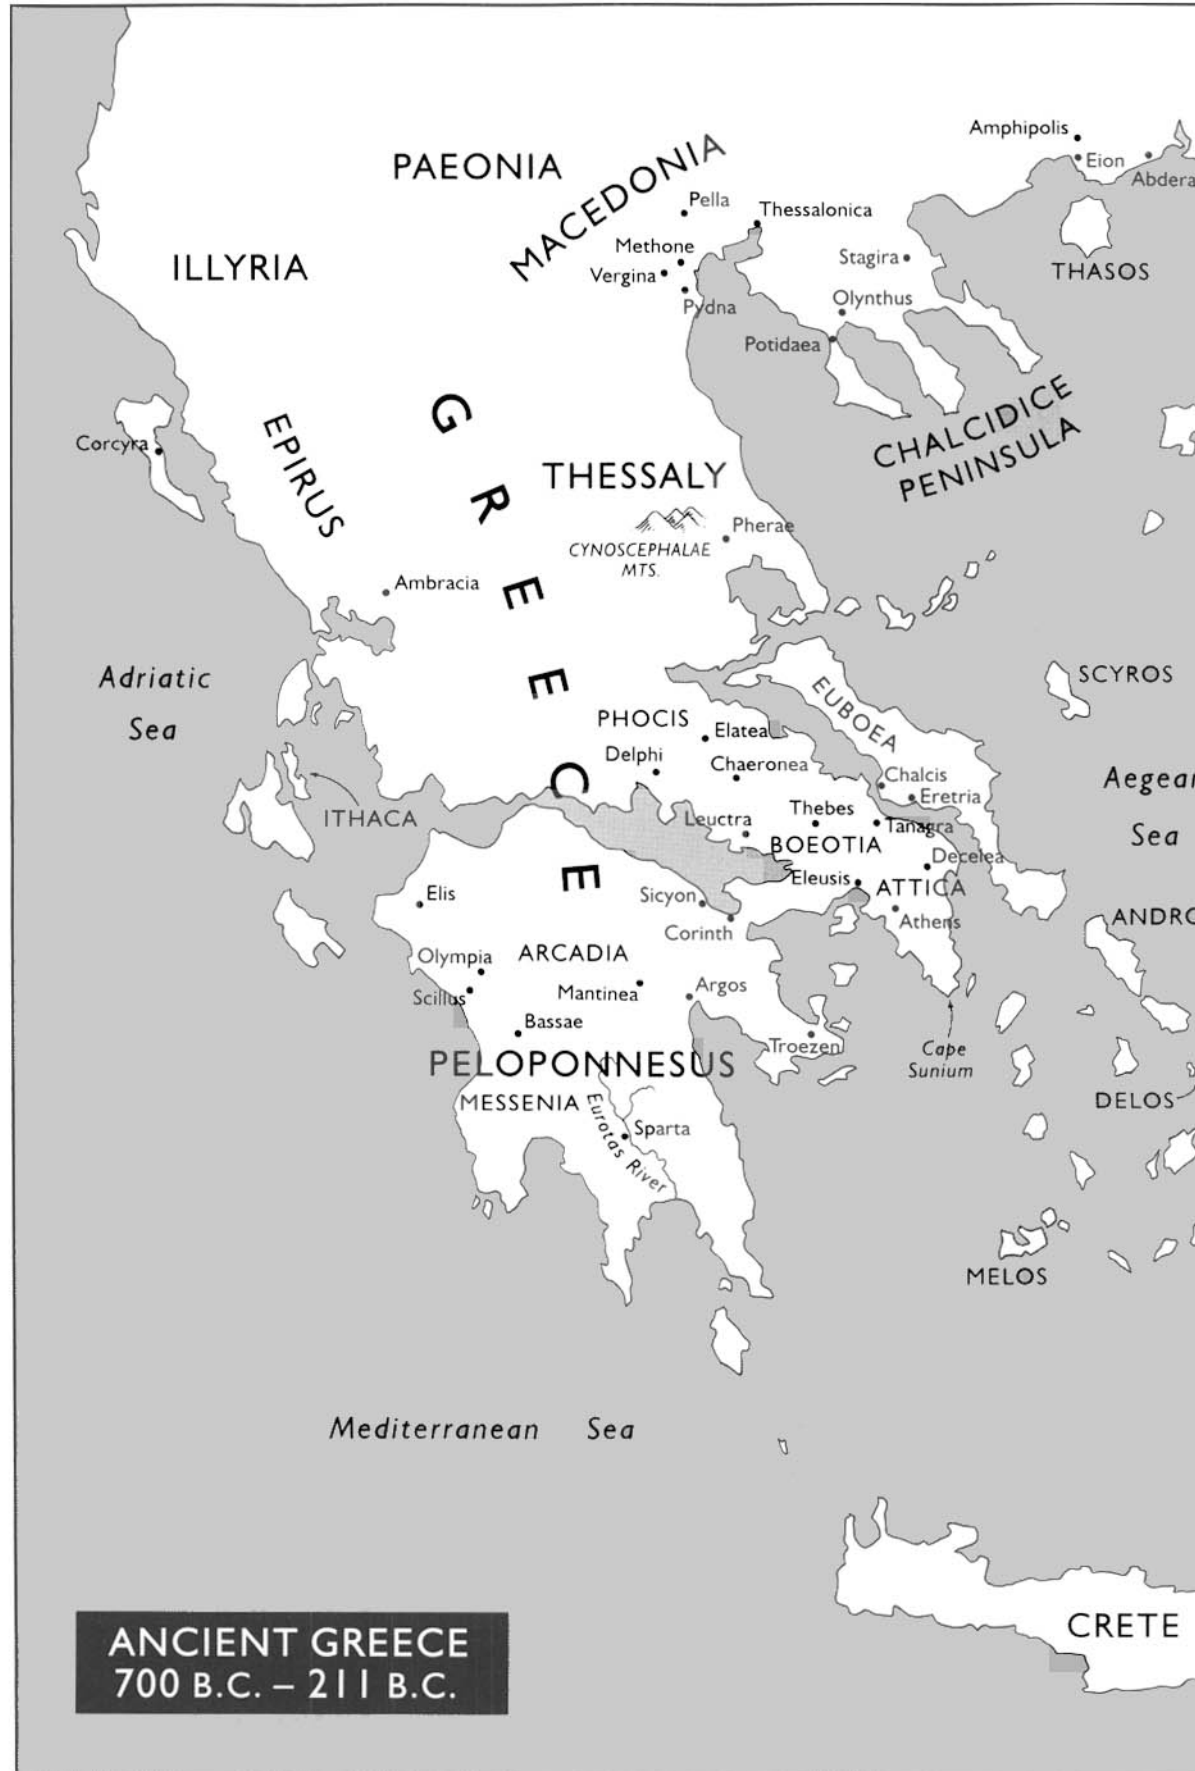 Amphipolis
Eion
Abdera
PAEONIA
MACEDONIA
Pella
Thessalonica
Methone
Vergina
Pydna
Stagira
Olynthus
Potidaea
THASOS
ILLYRIA
CHALCIDICE
PENINSULA
Corcyra
EPIRUS
GREECE
THESSALY
CYNOSCEPHALAE
MTS.
Pherae
Ambracia
Adriatic
Sea
SCYROS
EUBOEA
PHOCIS
Elatea
Delphi
Chaeronea
Chalcis
Eretria
Aegean
Sea
ITHACA
Leuctra
Thebes
Tanagra
BOEOTIA
Decelea
Eleusis
ATTICA
Athens
Elis
Sicyon
Corinth
ANDRO
Olympia
ARCADIA
Scillus
Mantinea
Argos
Bassae
Troezen
Cape
Sunium
PELOPONNESUS
MESSENIA
Eurotas River
Sparta
DELOS
MELOS
Mediterranean Sea
CRETE
ANCIENT GREECE
700 B.C. – 211 B.C.